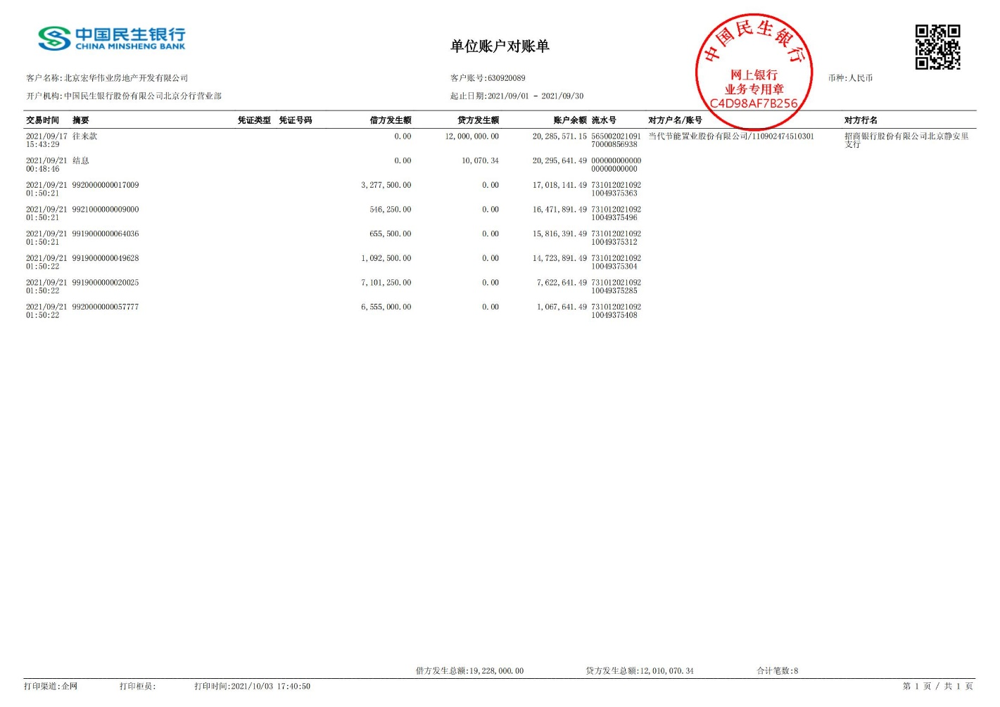 中国民生银行
CHINA MINSHENG BANK
单位账户对账单
中国民生银行
网上银行
业务专用章
C4D98AF7B256
客户名称:北京宏华伟业房地产开发有限公司 客户账号:630920089 币种:人民币
开户机构:中国民生银行股份有限公司北京分行营业部 起止日期:2021/09/01 - 2021/09/30
交易时间 摘要 凭证类型 凭证号码 借方发生额 贷方发生额 账户余额 流水号 对方户名/账号 对方行名
2021/09/17 往来款 0.00 12,000,000.00 20,285,571.15 565002021091 当代节能置业股份有限公司/110902474510301 招商银行股份有限公司北京静安里
15:43:29 70000856938 支行
2021/09/21 结息 0.00 10,070.34 20,295,641.49 000000000000
00:48:46 00000000000
2021/09/21 9920000000017009 3,277,500.00 0.00 17,018,141.49 731012021092
01:50:21 10049375363
2021/09/21 9921000000009000 546,250.00 0.00 16,471,891.49 731012021092
01:50:21 10049375496
2021/09/21 9919000000064036 655,500.00 0.00 15,816,391.49 731012021092
01:50:21 10049375312
2021/09/21 9919000000049628 1,092,500.00 0.00 14,723,891.49 731012021092
01:50:22 10049375304
2021/09/21 9919000000020025 7,101,250.00 0.00 7,622,641.49 731012021092
01:50:22 10049375285
2021/09/21 9920000000057777 6,555,000.00 0.00 1,067,641.49 731012021092
01:50:22 10049375408
借方发生总额:19,228,000.00 贷方发生总额:12,010,070.34 合计笔数:8
打印渠道:企网 打印柜员: 打印时间:2021/10/03 17:40:50 第 1 页 / 共 1 页